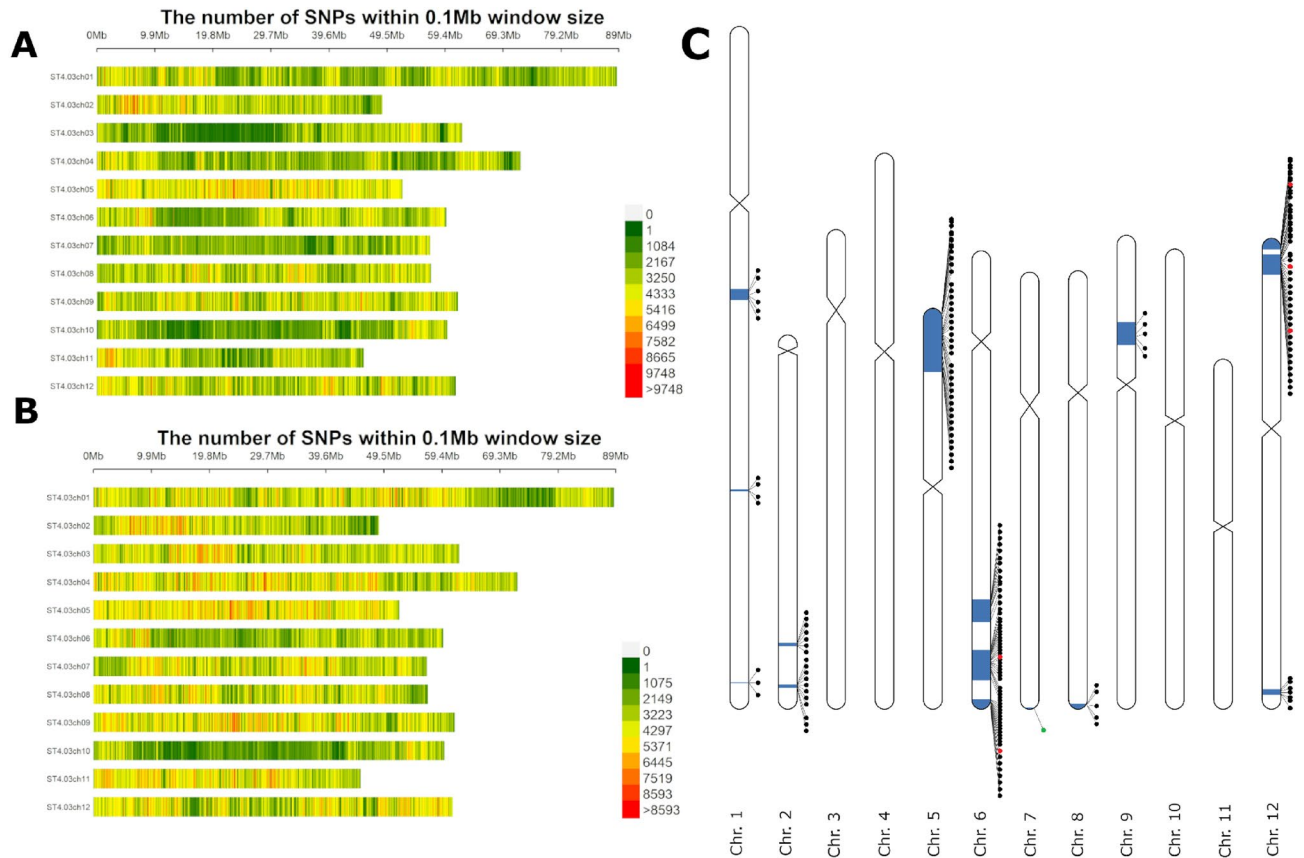 A
The number of SNPs within 0.1Mb window size
0Mb 9.9Mb 19.8Mb 29.7Mb 39.6Mb 49.5Mb 59.4Mb 69.3Mb 79.2Mb 89Mb
ST4.03ch01
ST4.03ch02
ST4.03ch03
ST4.03ch04
ST4.03ch05
ST4.03ch06
ST4.03ch07
ST4.03ch08
ST4.03ch09
ST4.03ch10
ST4.03ch11
ST4.03ch12
0
1
1084
2167
3250
4333
5416
6499
7582
8665
9748
>9748
B
The number of SNPs within 0.1Mb window size
0Mb 9.9Mb 19.8Mb 29.7Mb 39.6Mb 49.5Mb 59.4Mb 69.3Mb 79.2Mb 89Mb
ST4.03ch01
ST4.03ch02
ST4.03ch03
ST4.03ch04
ST4.03ch05
ST4.03ch06
ST4.03ch07
ST4.03ch08
ST4.03ch09
ST4.03ch10
ST4.03ch11
ST4.03ch12
0
1
1075
2149
3223
4297
5371
6445
7519
8593
>8593
C
Chr. 1
Chr. 2
Chr. 3
Chr. 4
Chr. 5
Chr. 6
Chr. 7
Chr. 8
Chr. 9
Chr. 10
Chr. 11
Chr. 12